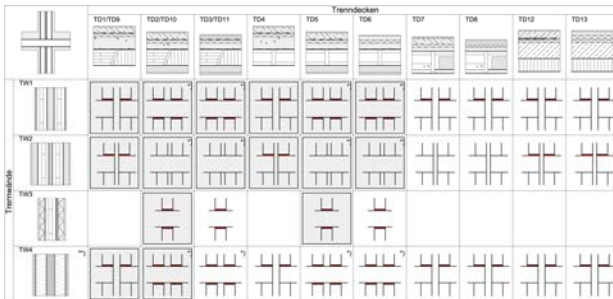 Trenndecken
TD1/TD9 TD2/TD10 TD3/TD11 TD4 TD5 TD6 TD7 TD8 TD12 TD13
Trennwände
TW1
TW2
TW3
TW4